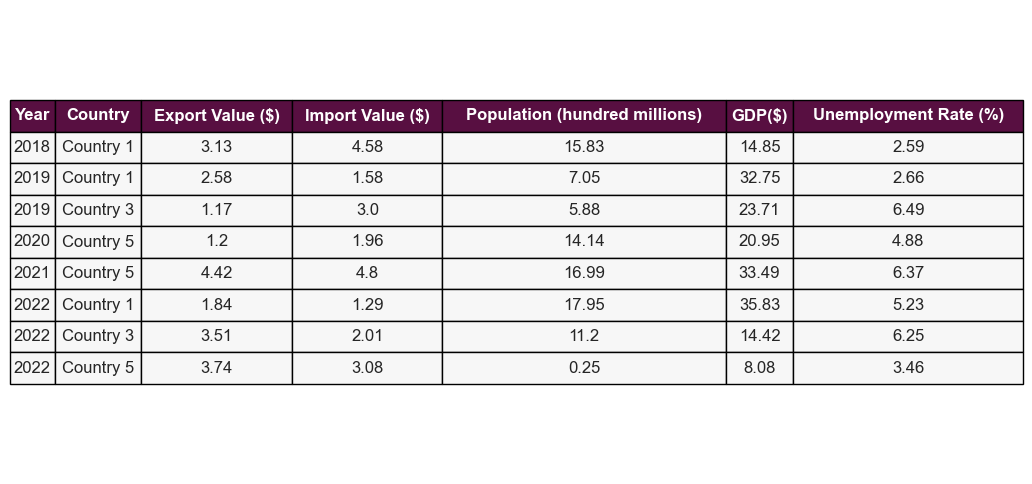 Year Country Export Value ($) Import Value ($) Population (hundred millions) GDP($) Unemployment Rate (%)
2018 Country 1 3.13 4.58 15.83 14.85 2.59
2019 Country 1 2.58 1.58 7.05 32.75 2.66
2019 Country 3 1.17 3.0 5.88 23.71 6.49
2020 Country 5 1.2 1.96 14.14 20.95 4.88
2021 Country 5 4.42 4.8 16.99 33.49 6.37
2022 Country 1 1.84 1.29 17.95 35.83 5.23
2022 Country 3 3.51 2.01 11.2 14.42 6.25
2022 Country 5 3.74 3.08 0.25 8.08 3.46